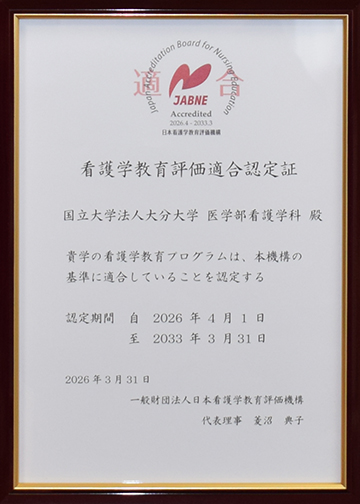 Japan Accreditation Board for Nursing Education
適合
JABNE
Accredited
2026.4 - 2033.3
日本看護学教育評価機構
看護学教育評価適合認定証
国立大学法人大分大学 医学部看護学科 殿
貴学の看護学教育プログラムは、本機構の
基準に適合していることを認定する
認定期間 自 2026 年 4 月 1 日
至 2033 年 3 月 31 日
2026 年 3 月 31 日
一般財団法人日本看護学教育評価機構
代表理事 菱沼 典子